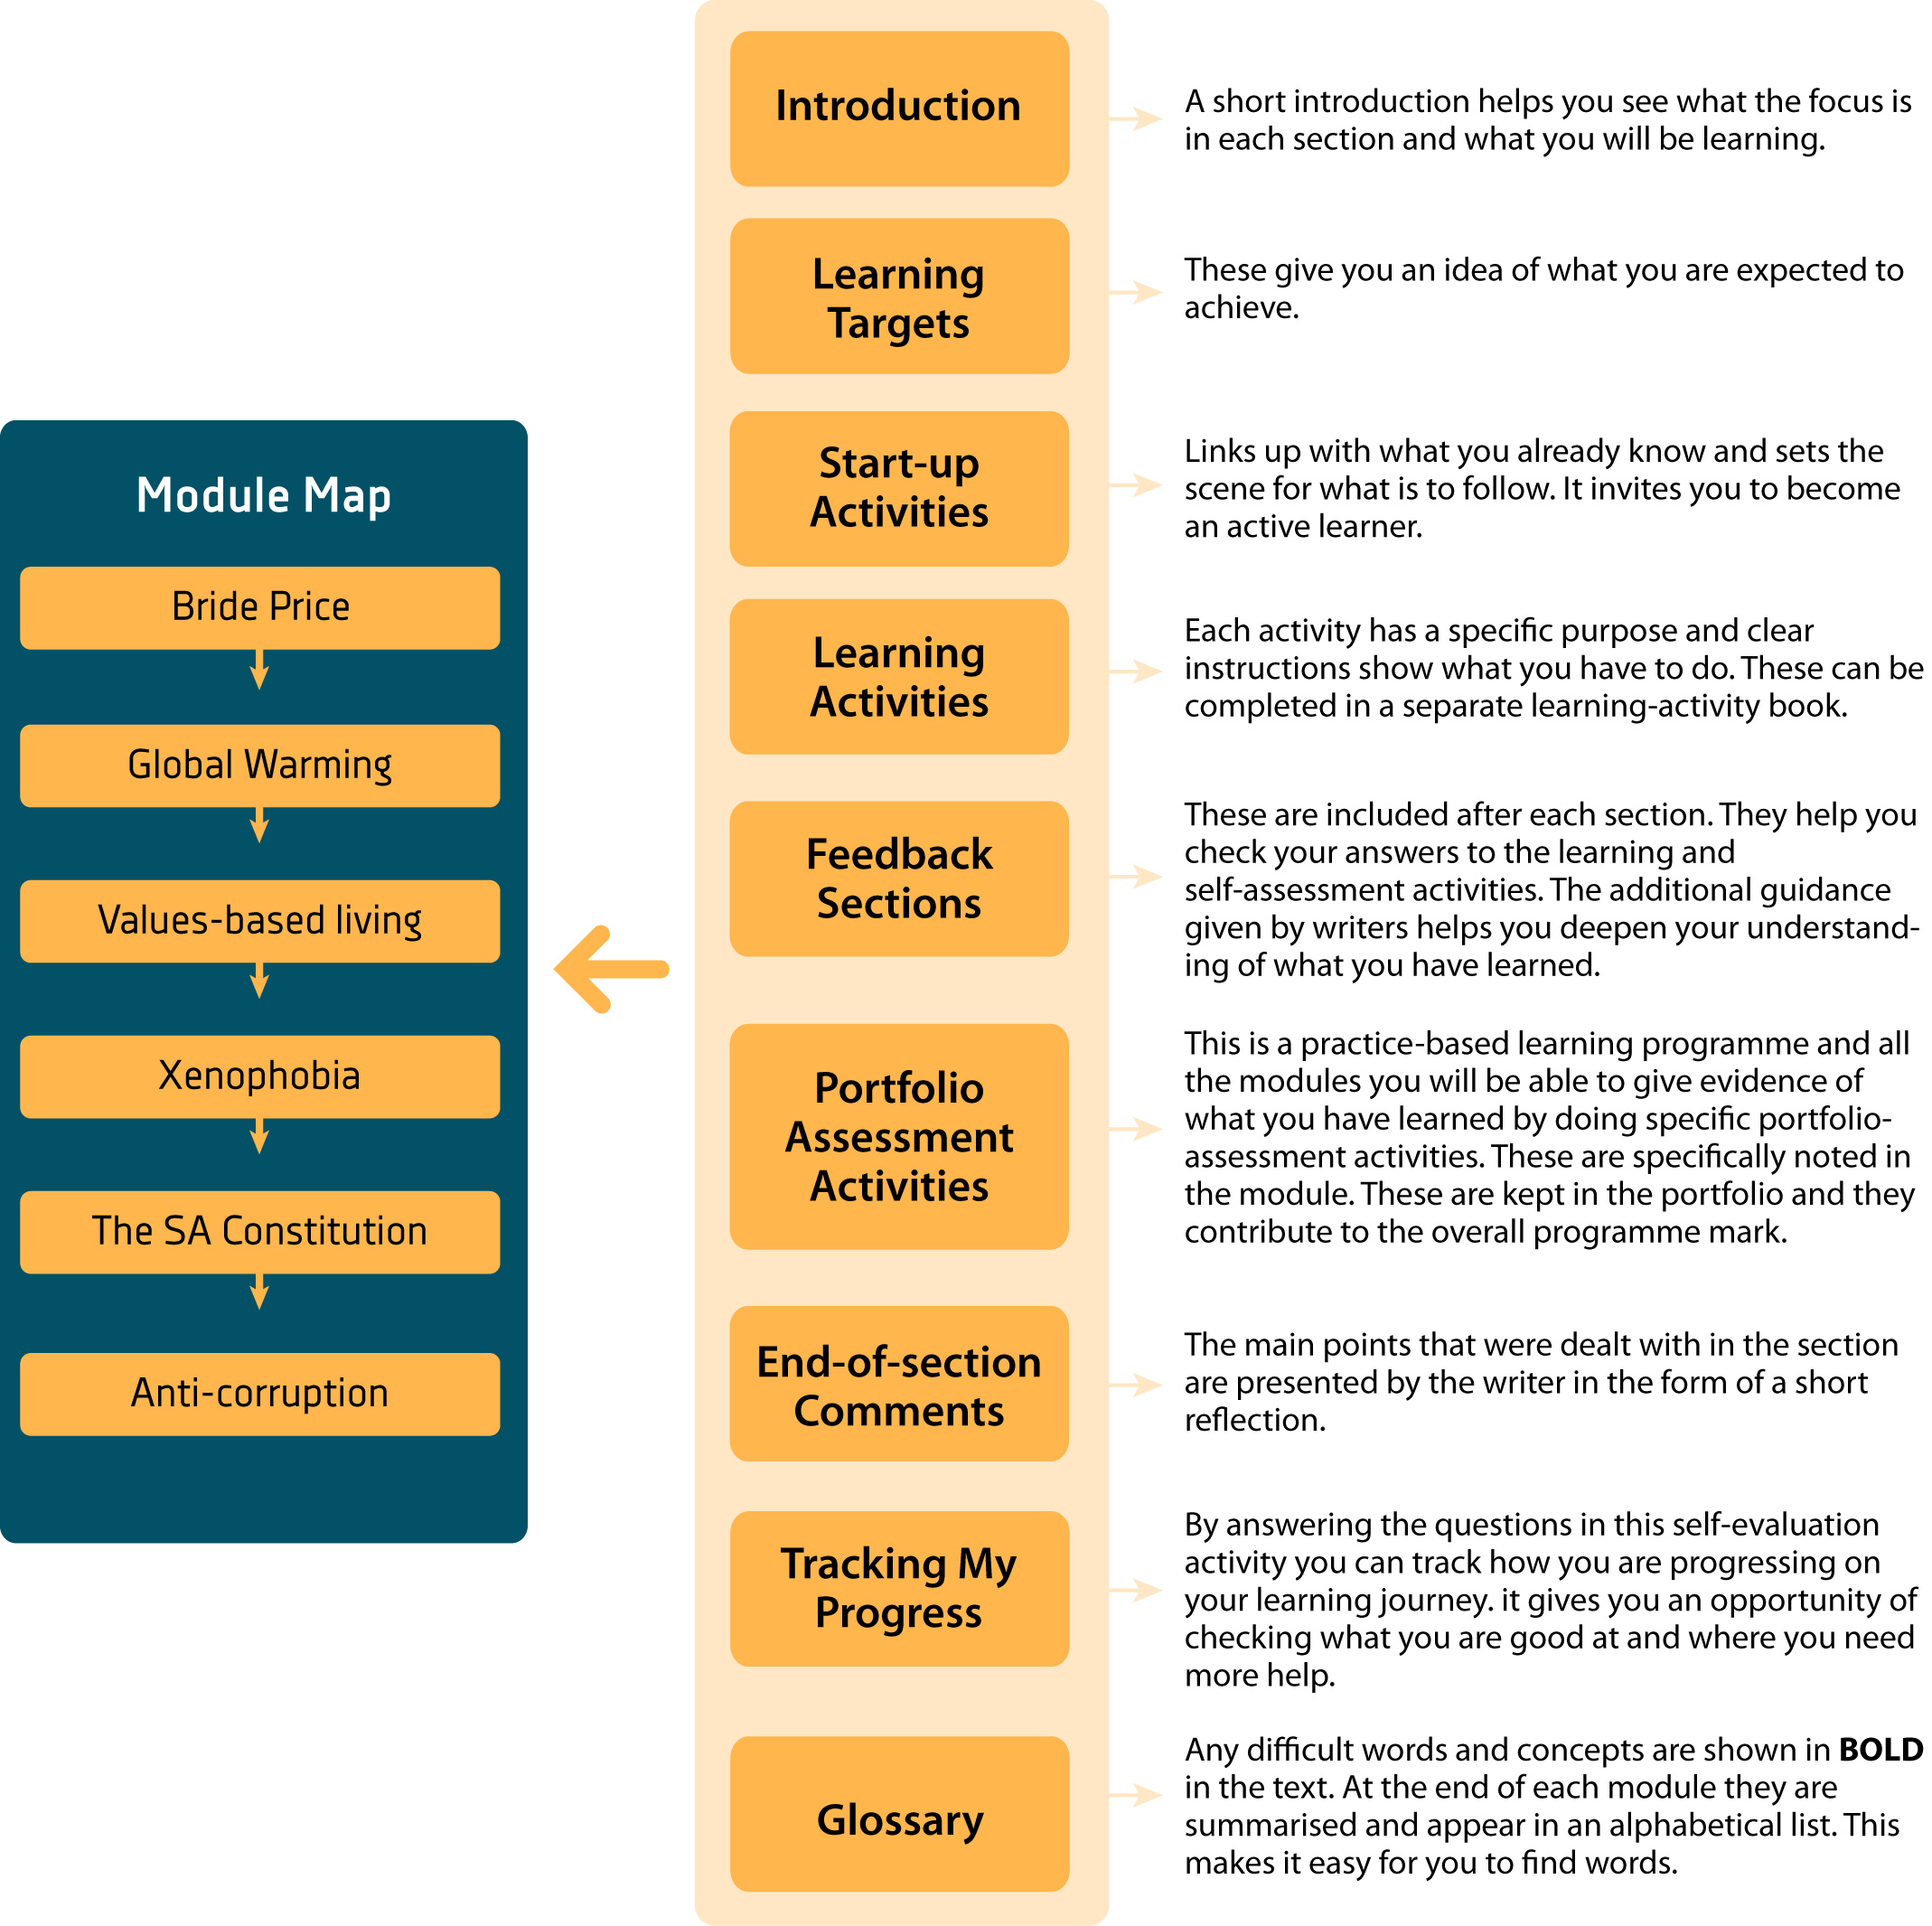 Module Map
Bride Price
Global Warming
Values-based living
Xenophobia
The SA Constitution
Anti-corruption
Introduction
A short introduction helps you see what the focus is
in each section and what you will be learning.
Learning
Targets
These give you an idea of what you are expected to
achieve.
Start-up
Activities
Links up with what you already know and sets the
scene for what is to follow. It invites you to become
an active learner.
Learning
Activities
Each activity has a specific purpose and clear
instructions show what you have to do. These can be
completed in a separate learning-activity book.
Feedback
Sections
These are included after each section. They help you
check your answers to the learning and
self-assessment activities. The additional guidance
given by writers helps you deepen your understand-
ing of what you have learned.
Portfolio
Assessment
Activities
This is a practice-based learning programme and all
the modules you will be able to give evidence of
what you have learned by doing specific portfolio-
assessment activities. These are specifically noted in
the module. These are kept in the portfolio and they
contribute to the overall programme mark.
End-of-section
Comments
The main points that were dealt with in the section
are presented by the writer in the form of a short
reflection.
Tracking My
Progress
By answering the questions in this self-evaluation
activity you can track how you are progressing on
your learning journey. it gives you an opportunity of
checking what you are good at and where you need
more help.
Glossary
Any difficult words and concepts are shown in BOLD
in the text. At the end of each module they are
summarised and appear in an alphabetical list. This
makes it easy for you to find words.